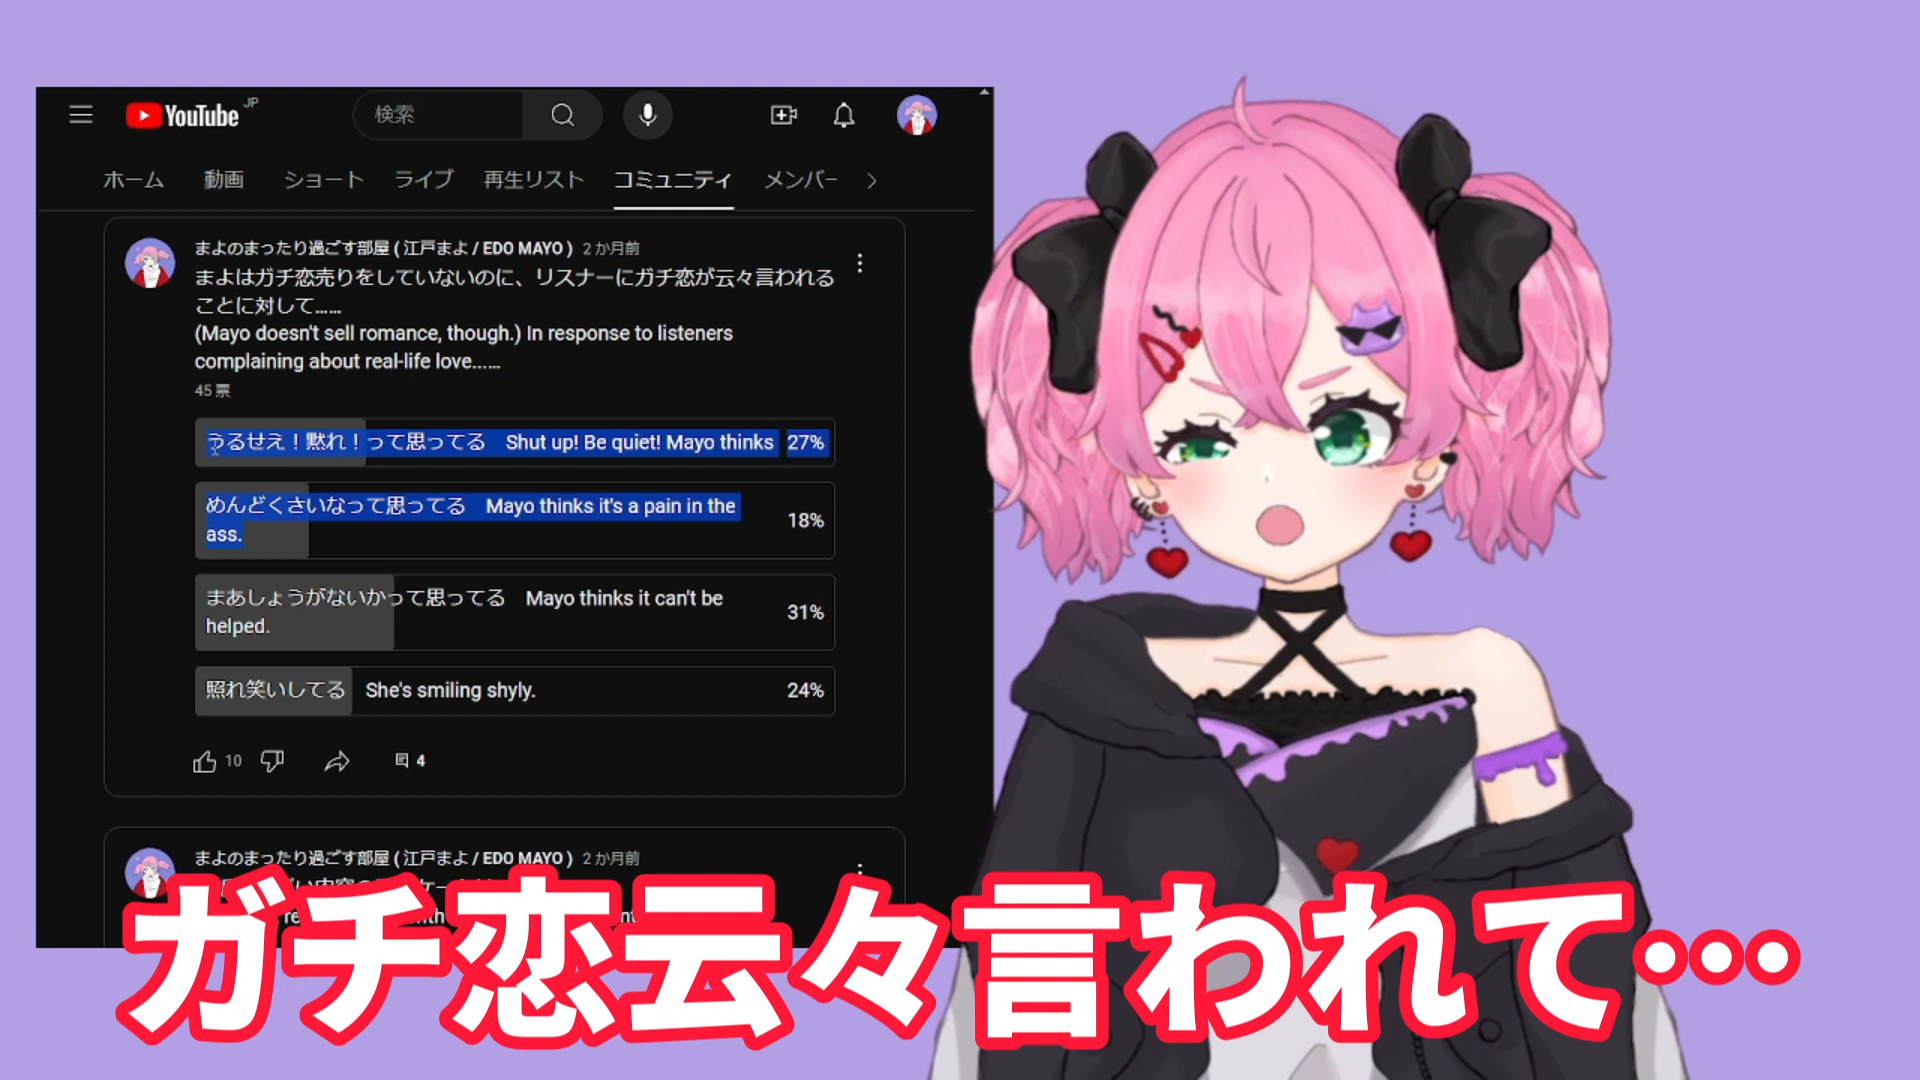 YouTube JP
検索
ホーム 動画 ショート ライブ 再生リスト コミュニティ メンバー
まよのまったり過ごす部屋 ( 江戸まよ / EDO MAYO ) 2 か月前
まよはガチ恋売りをしていないのに、リスナーにガチ恋が云々言われる
ことに対して......
(Mayo doesn't sell romance, though.) In response to listeners
complaining about real-life love......
45 票
うるせえ！黙れ！って思ってる Shut up! Be quiet! Mayo thinks 27%
めんどくさいなって思ってる Mayo thinks it's a pain in the
ass. 18%
まあしょうがないかって思ってる Mayo thinks it can't be
helped. 31%
照れ笑いしてる She's smiling shyly. 24%
10 4
まよのまったり過ごす部屋 ( 江戸まよ / EDO MAYO ) 2 か月前
ガチ恋云々言われて…